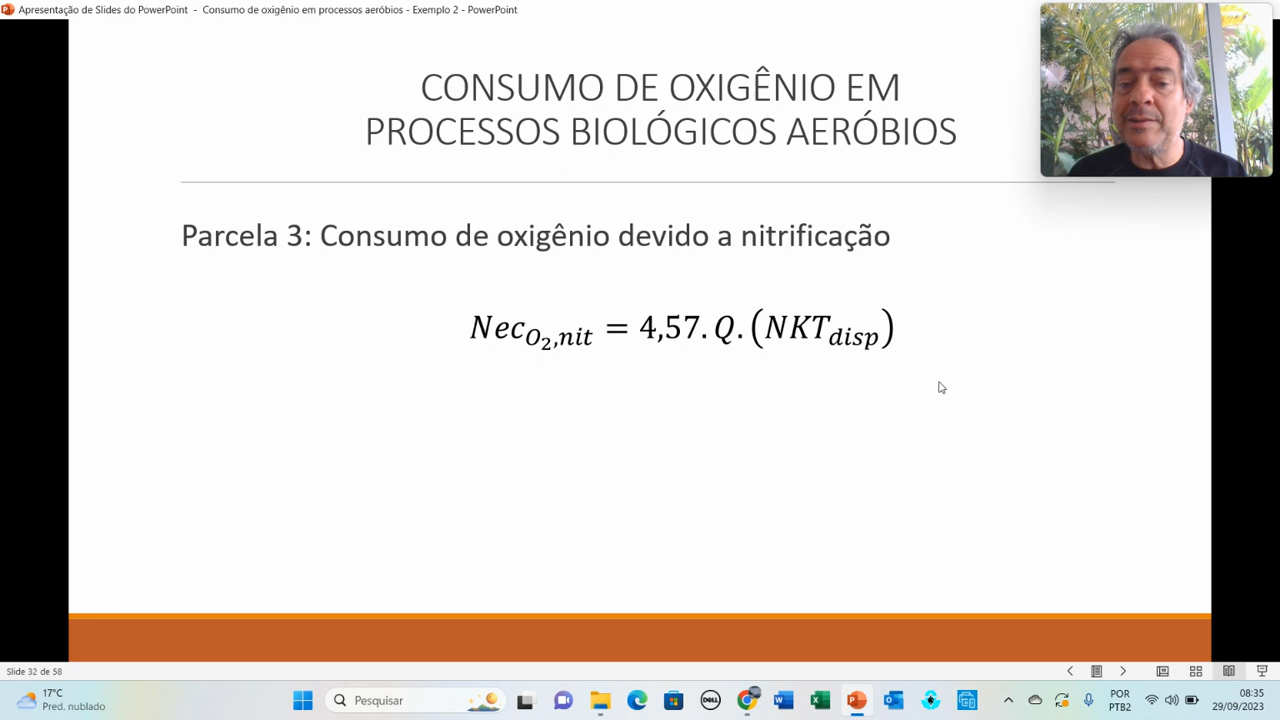 Apresentação de Slides do PowerPoint - Consumo de oxigênio em processos aeróbios - Exemplo 2 - PowerPoint
CONSUMO DE OXIGÊNIO EM
PROCESSOS BIOLÓGICOS AERÓBIOS
Parcela 3: Consumo de oxigênio devido a nitrificação
Nec_{O_2,nit} = 4,57. Q. (NKT_{disp})
Slide 32 de 58
17°C
Pred. nublado
Pesquisar
DELL
POR
PTB2
08:35
29/09/2023